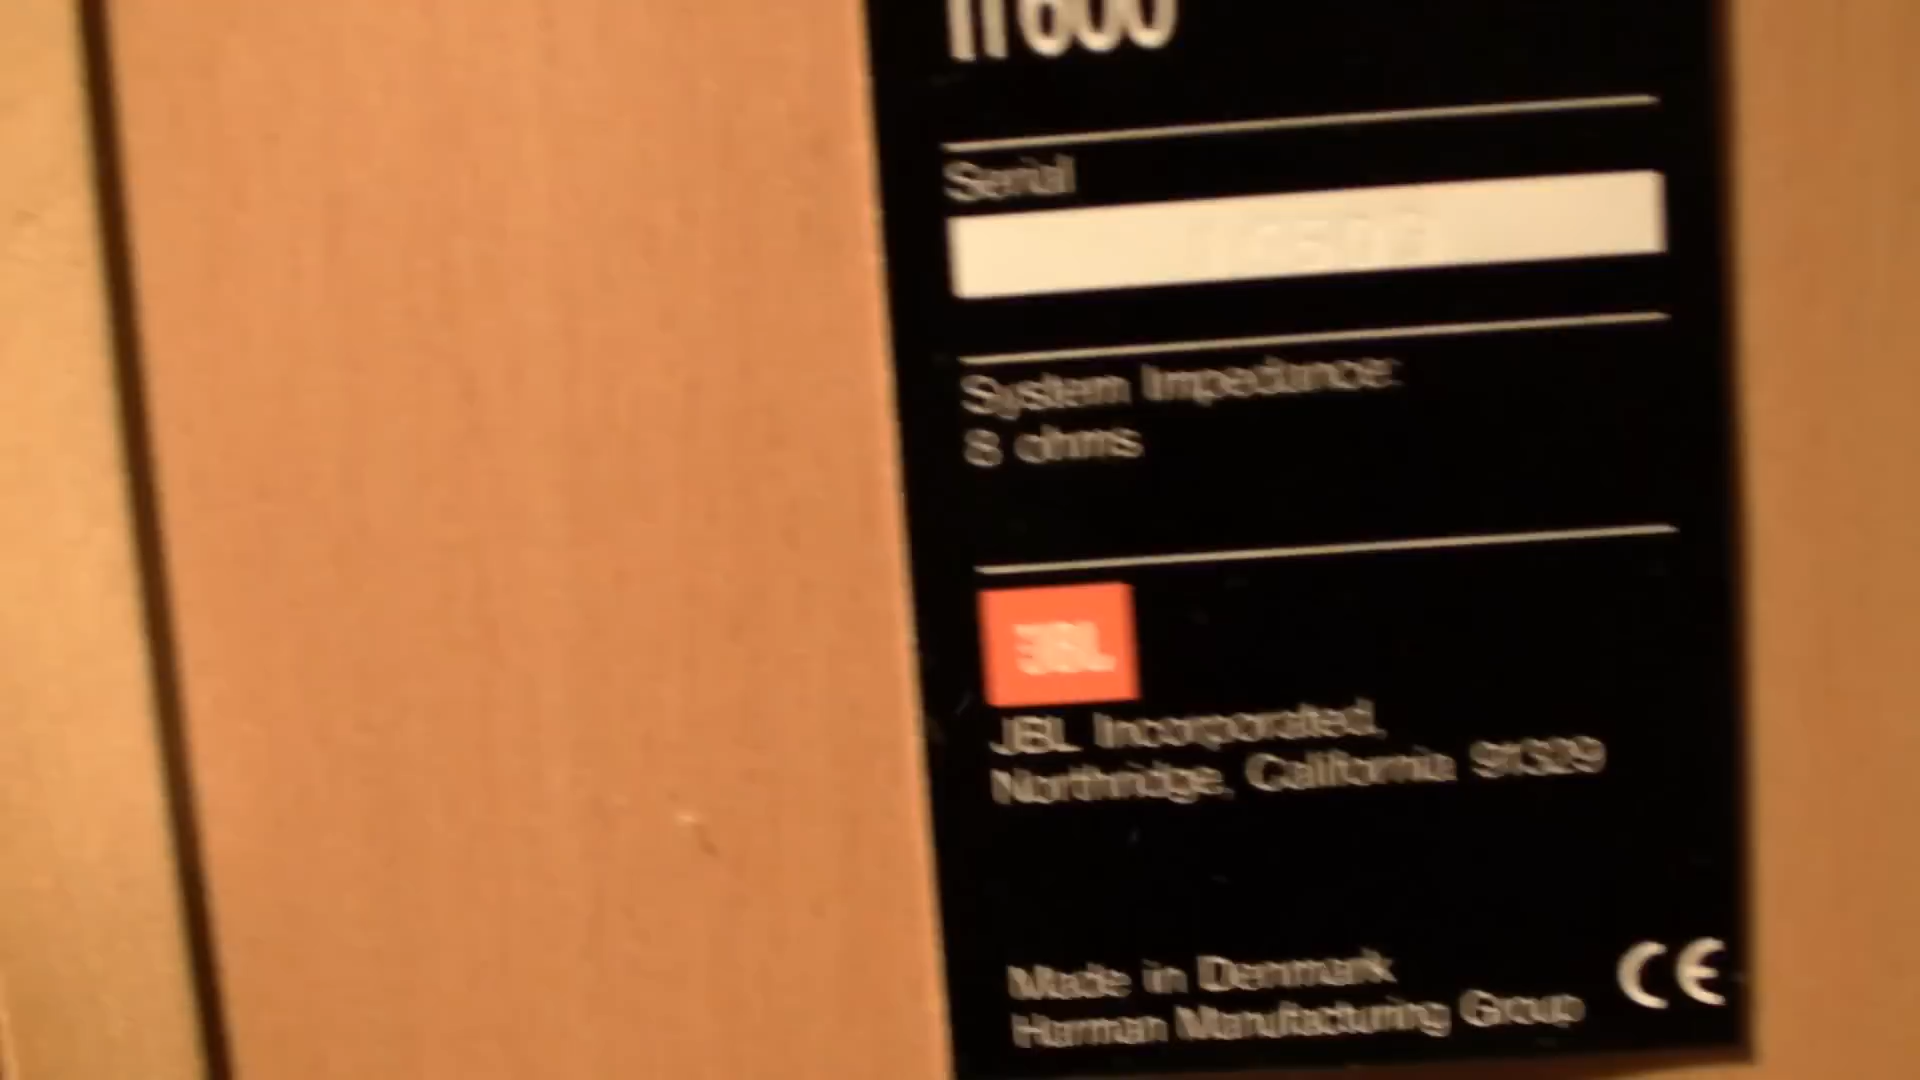 Serial
System Impedance:
8 ohms
JBL
JBL Incorporated,
Northridge, California 91329
Made in Denmark
Harman Manufacturing Group
CE